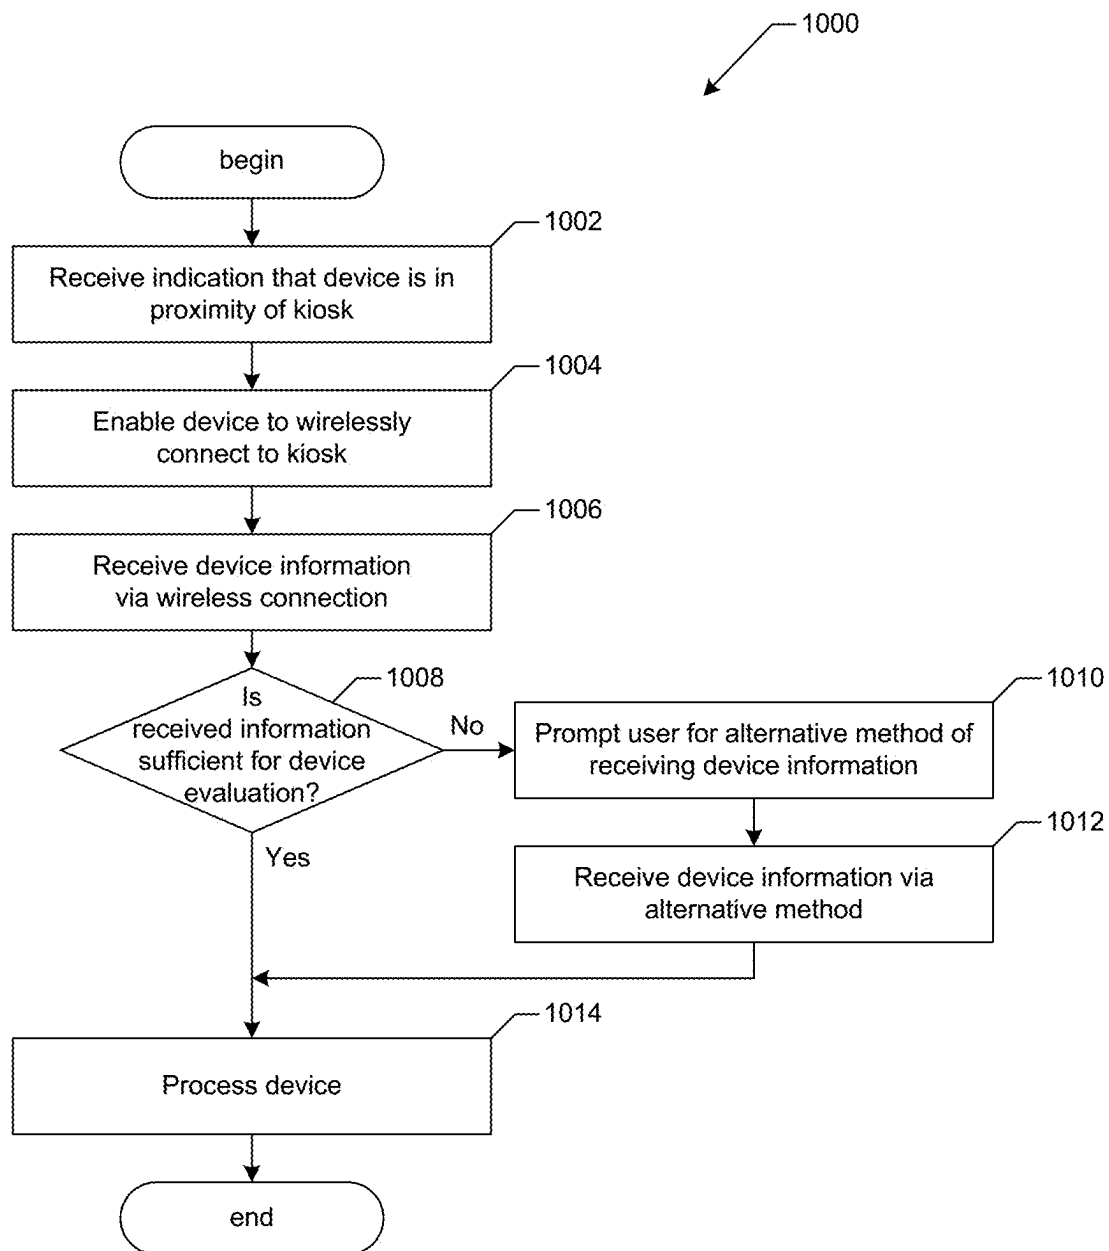 1000
begin
1002
Receive indication that device is in
proximity of kiosk
1004
Enable device to wirelessly
connect to kiosk
1006
Receive device information
via wireless connection
1008
Is
received information
sufficient for device
evaluation?
No
1010
Prompt user for alternative method of
receiving device information
1012
Receive device information via
alternative method
Yes
1014
Process device
end